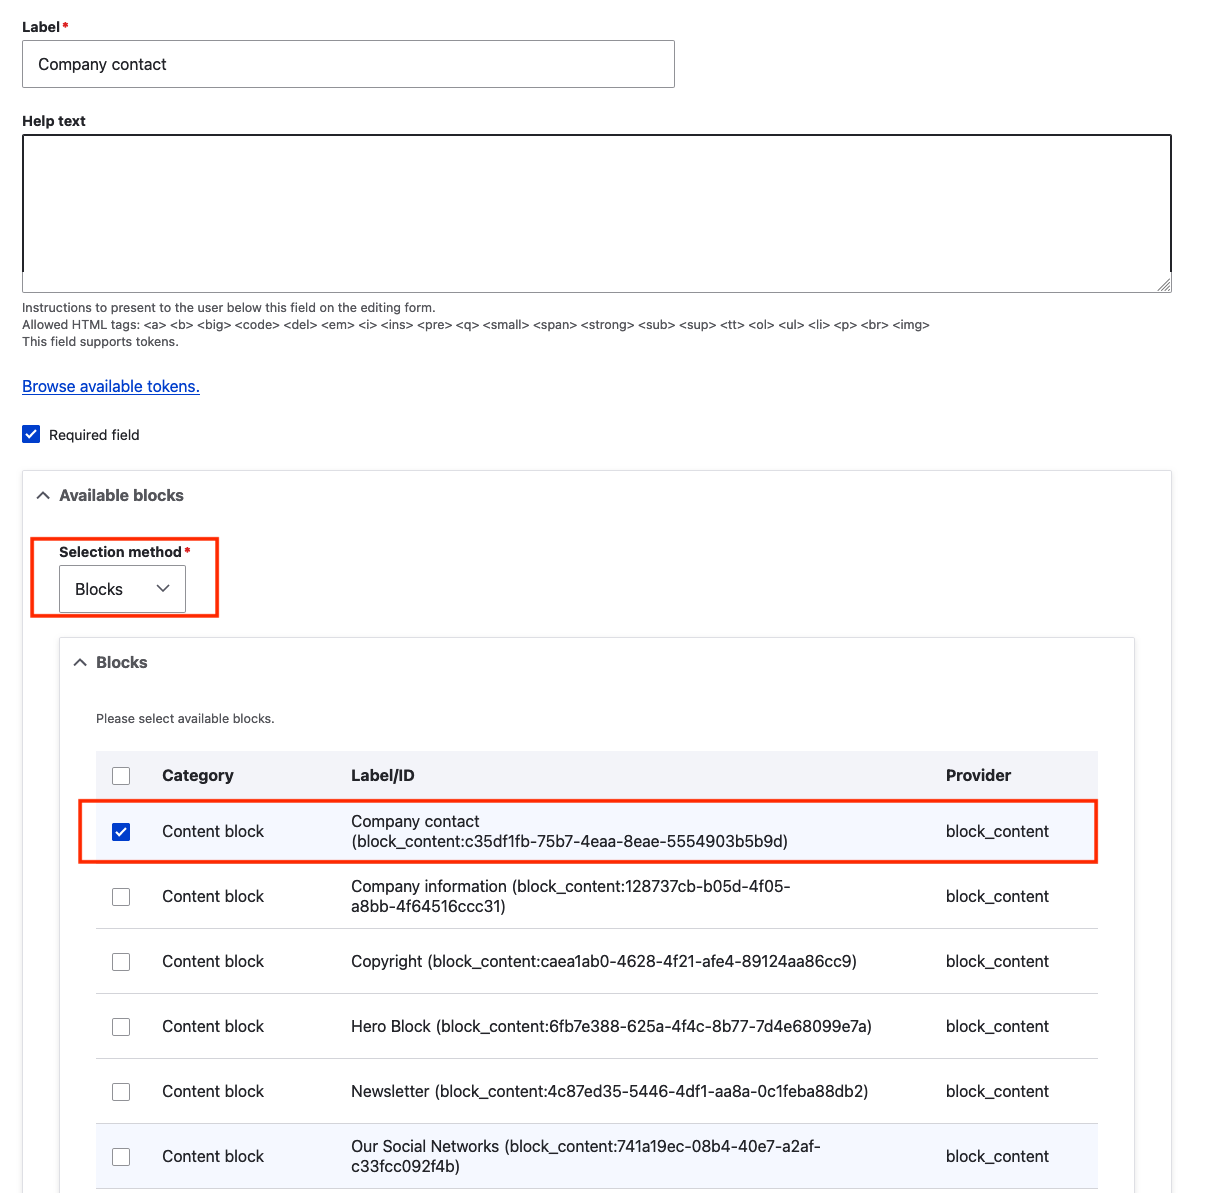 Label*
Company contact
Help text
Instructions to present to the user below this field on the editing form.
Allowed HTML tags: <a> <b> <big> <code> <del> <em> <i> <ins> <pre> <q> <small> <span> <strong> <sub> <sup> <tt> <ol> <ul> <li> <p> <br> <img>
This field supports tokens.
Browse available tokens.
Required field
Available blocks
Selection method*
Blocks
Blocks
Please select available blocks.
Category Label/ID Provider
Content block Company contact (block_content:c35df1fb-75b7-4eaa-8eae-5554903b5b9d) block_content
Content block Company information (block_content:128737cb-b05d-4f05-a8bb-4f64516ccc31) block_content
Content block Copyright (block_content:caea1ab0-4628-4f21-afe4-89124aa86cc9) block_content
Content block Hero Block (block_content:6fb7e388-625a-4f4c-8b77-7d4e68099e7a) block_content
Content block Newsletter (block_content:4c87ed35-5446-4df1-aa8a-0c1feba88db2) block_content
Content block Our Social Networks (block_content:741a19ec-08b4-40e7-a2af-c33fcc092f4b) block_content